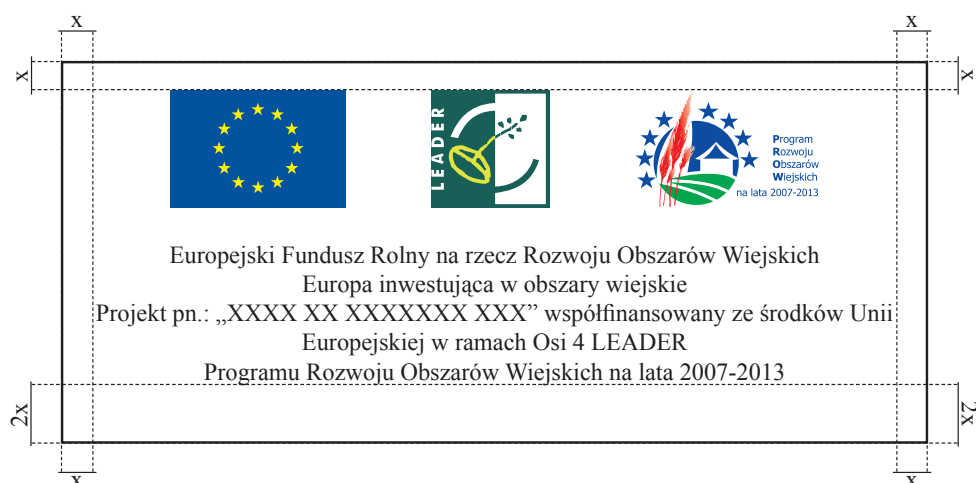 x x
x x
LEADER
Program
Rozwoju
Obszarów
Wiejskich
na lata 2007-2013
Europejski Fundusz Rolny na rzecz Rozwoju Obszarów Wiejskich
Europa inwestująca w obszary wiejskie
Projekt pn.: „XXXX XX XXXXXXX XXX” współfinansowany ze środków Unii
Europejskiej w ramach Osi 4 LEADER
Programu Rozwoju Obszarów Wiejskich na lata 2007-2013
2x 2x
x x